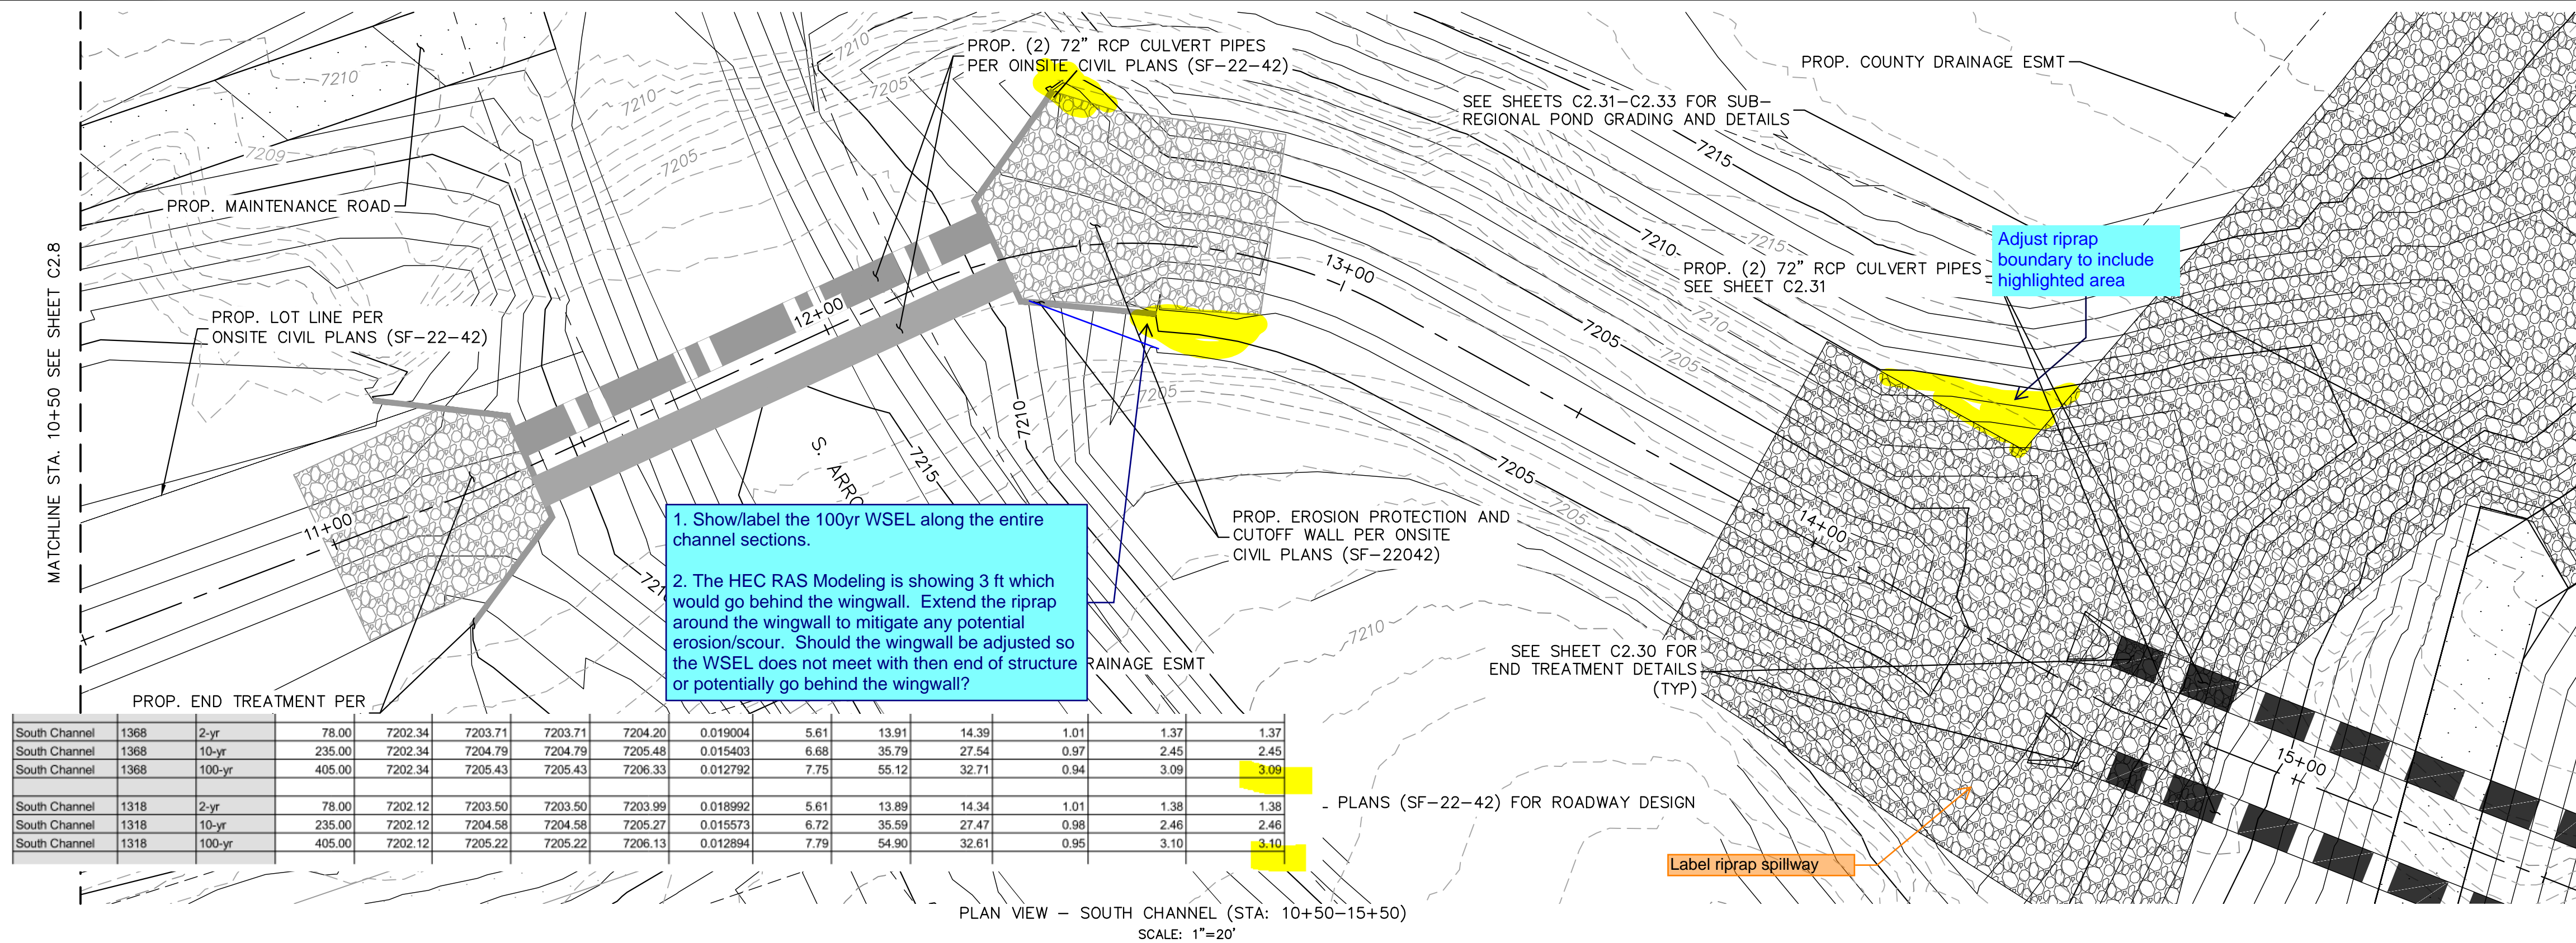 PROP. (2) 72” RCP CULVERT PIPES
PER OINSITE CIVIL PLANS (SF-22-42)
PROP. COUNTY DRAINAGE ESMT
SEE SHEETS C2.31-C2.33 FOR SUB-
REGIONAL POND GRADING AND DETAILS
7210
7210
7210
7205
7205
7209
7215
7210
7215
7210
7205
7205
PROP. MAINTENANCE ROAD
MATCHLINE STA. 10+50 SEE SHEET C2.8
PROP. LOT LINE PER
ONSITE CIVIL PLANS (SF-22-42)
11+00
12+00
13+00
14+00
15+00
PROP. (2) 72” RCP CULVERT PIPES
SEE SHEET C2.31
Adjust riprap
boundary to include
highlighted area
7205
7210
7215
S. ARRO
7205
7205
7210
721
1. Show/label the 100yr WSEL along the entire
channel sections.
2. The HEC RAS Modeling is showing 3 ft which
would go behind the wingwall. Extend the riprap
around the wingwall to mitigate any potential
erosion/scour. Should the wingwall be adjusted so
the WSEL does not meet with then end of structure
or potentially go behind the wingwall?
PROP. EROSION PROTECTION AND
CUTOFF WALL PER ONSITE
CIVIL PLANS (SF-22042)
RAINAGE ESMT
SEE SHEET C2.30 FOR
END TREATMENT DETAILS
(TYP)
PROP. END TREATMENT PER
South Channel 1368 2-yr 78.00 7202.34 7203.71 7203.71 7204.20 0.019004 5.61 13.91 14.39 1.01 1.37 1.37
South Channel 1368 10-yr 235.00 7202.34 7204.79 7204.79 7205.48 0.015403 6.68 35.79 27.54 0.97 2.45 2.45
South Channel 1368 100-yr 405.00 7202.34 7205.43 7205.43 7206.33 0.012792 7.75 55.12 32.71 0.94 3.09 3.09
South Channel 1318 2-yr 78.00 7202.12 7203.50 7203.50 7203.99 0.018992 5.61 13.89 14.34 1.01 1.38 1.38
South Channel 1318 10-yr 235.00 7202.12 7204.58 7204.58 7205.27 0.015573 6.72 35.59 27.47 0.98 2.46 2.46
South Channel 1318 100-yr 405.00 7202.12 7205.22 7205.22 7206.13 0.012894 7.79 54.90 32.61 0.95 3.10 3.10
PLANS (SF-22-42) FOR ROADWAY DESIGN
Label riprap spillway
PLAN VIEW - SOUTH CHANNEL (STA: 10+50-15+50)
SCALE: 1"=20'